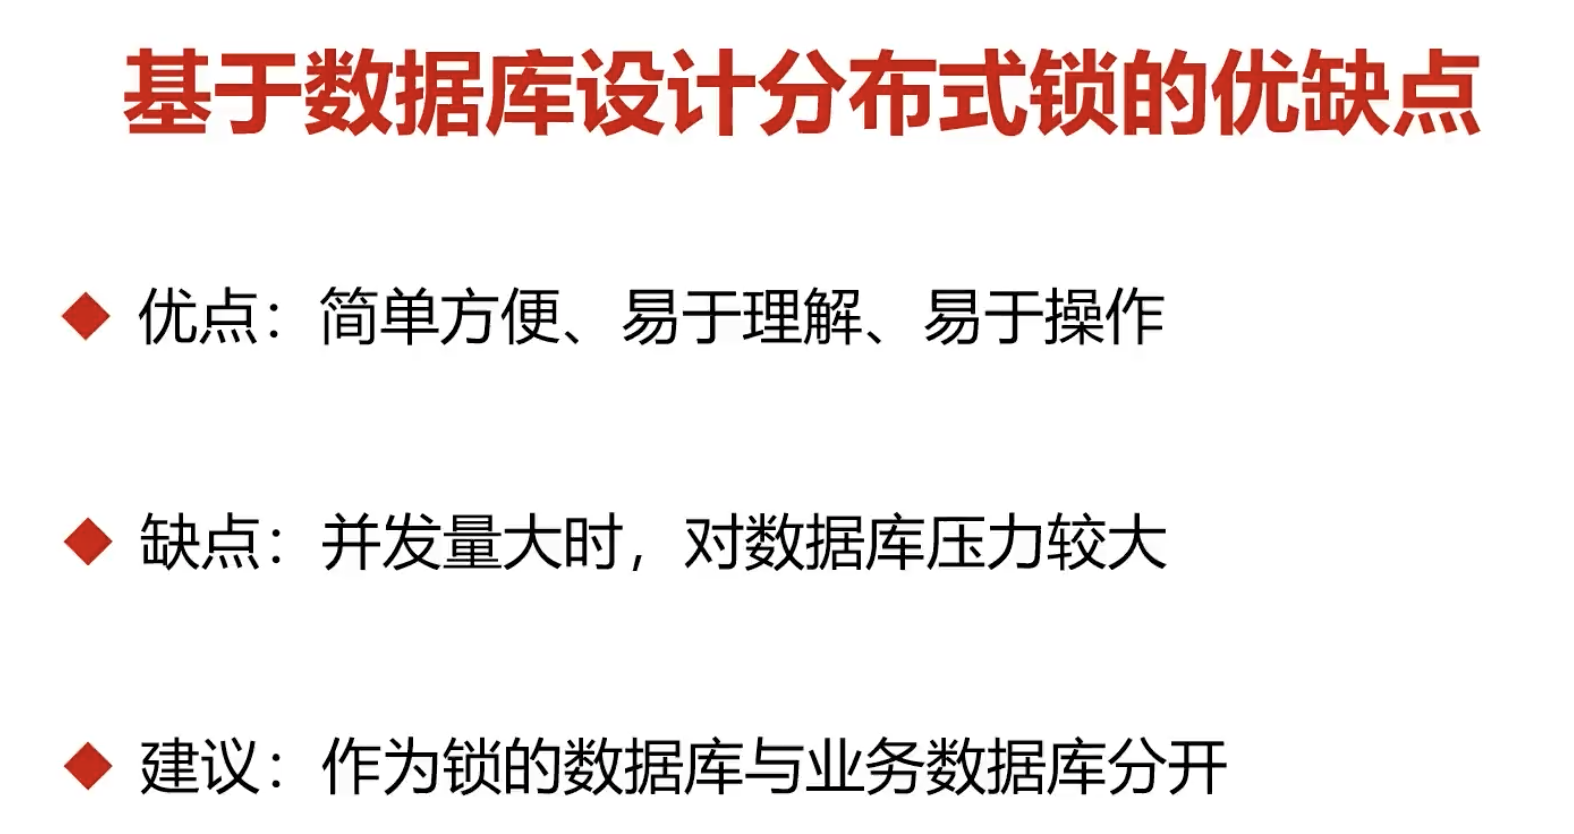 基于数据库设计分布式锁的优缺点
优点：简单方便、易于理解、易于操作
缺点：并发量大时，对数据库压力较大
建议：作为锁的数据库与业务数据库分开